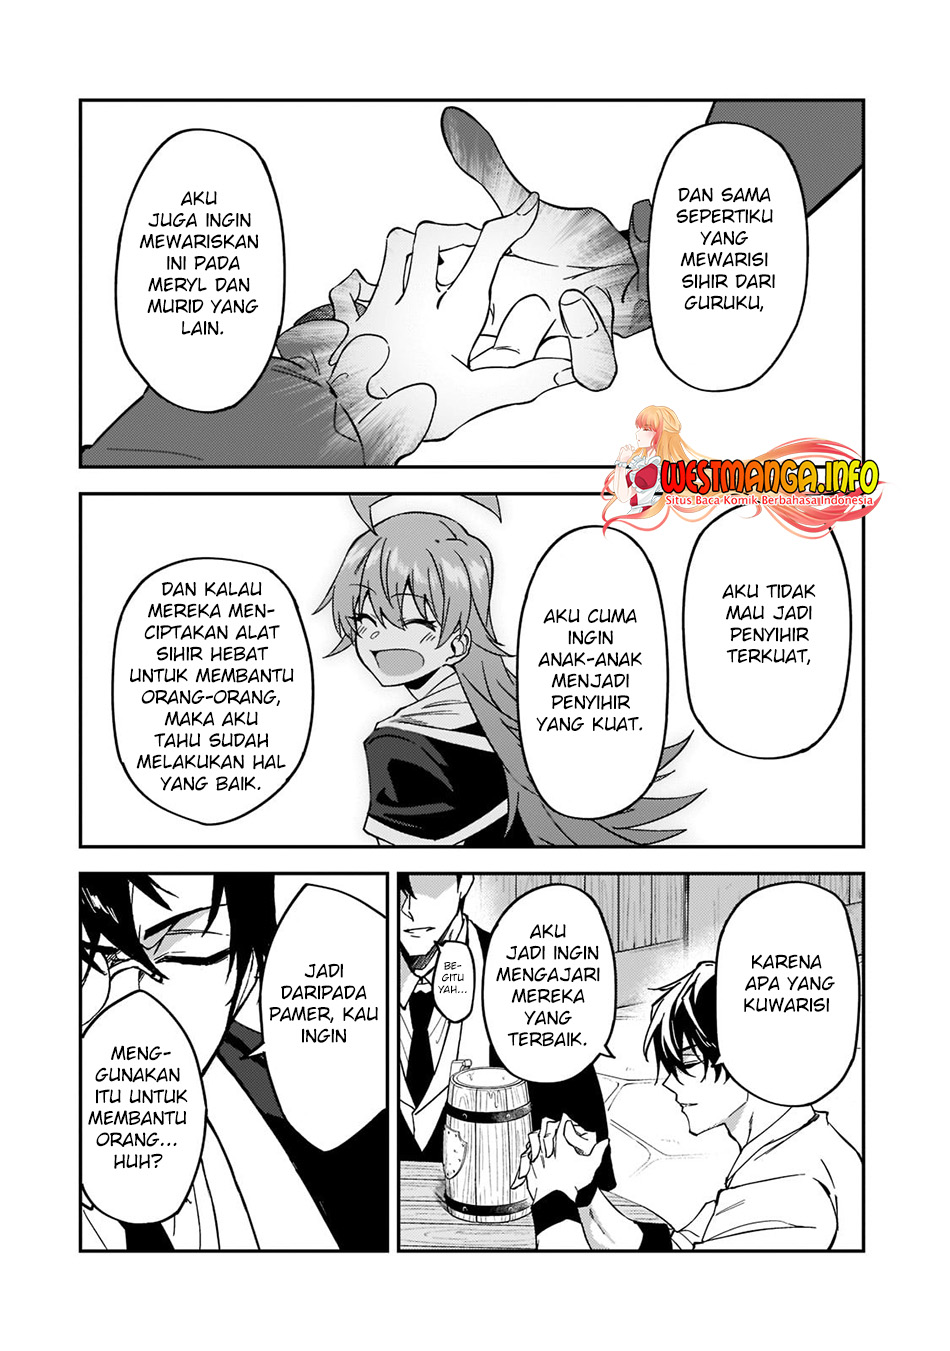 DAN SAMA
SEPERTIKU
YANG
MEWARISI
SIHIR DARI
GURUKU,
AKU
JUGA INGIN
MEWARISKAN
INI PADA
MERYL DAN
MURID YANG
LAIN.
WESTMANGA.INFO
Situs Baca Komik Berbahasa Indonesia
AKU TIDAK
MAU JADI
PENYIHIR
TERKUAT,
AKU CUMA
INGIN
ANAK-ANAK
MENJADI
PENYIHIR
YANG KUAT.
DAN KALAU
MEREKA MEN-
CIPTAKAN ALAT
SIHIR HEBAT
UNTUK MEMBANTU
ORANG-ORANG,
MAKA AKU
TAHU SUDAH
MELAKUKAN HAL
YANG BAIK.
KARENA
APA YANG
KUWARISI
AKU
JADI INGIN
MENGAJARI
MEREKA
YANG
TERBAIK.
BE-
GITU
YAH...
JADI
DARIPADA
PAMER, KAU
INGIN
MENG-
GUNAKAN
ITU UNTUK
MEMBANTU
ORANG...
HUH?